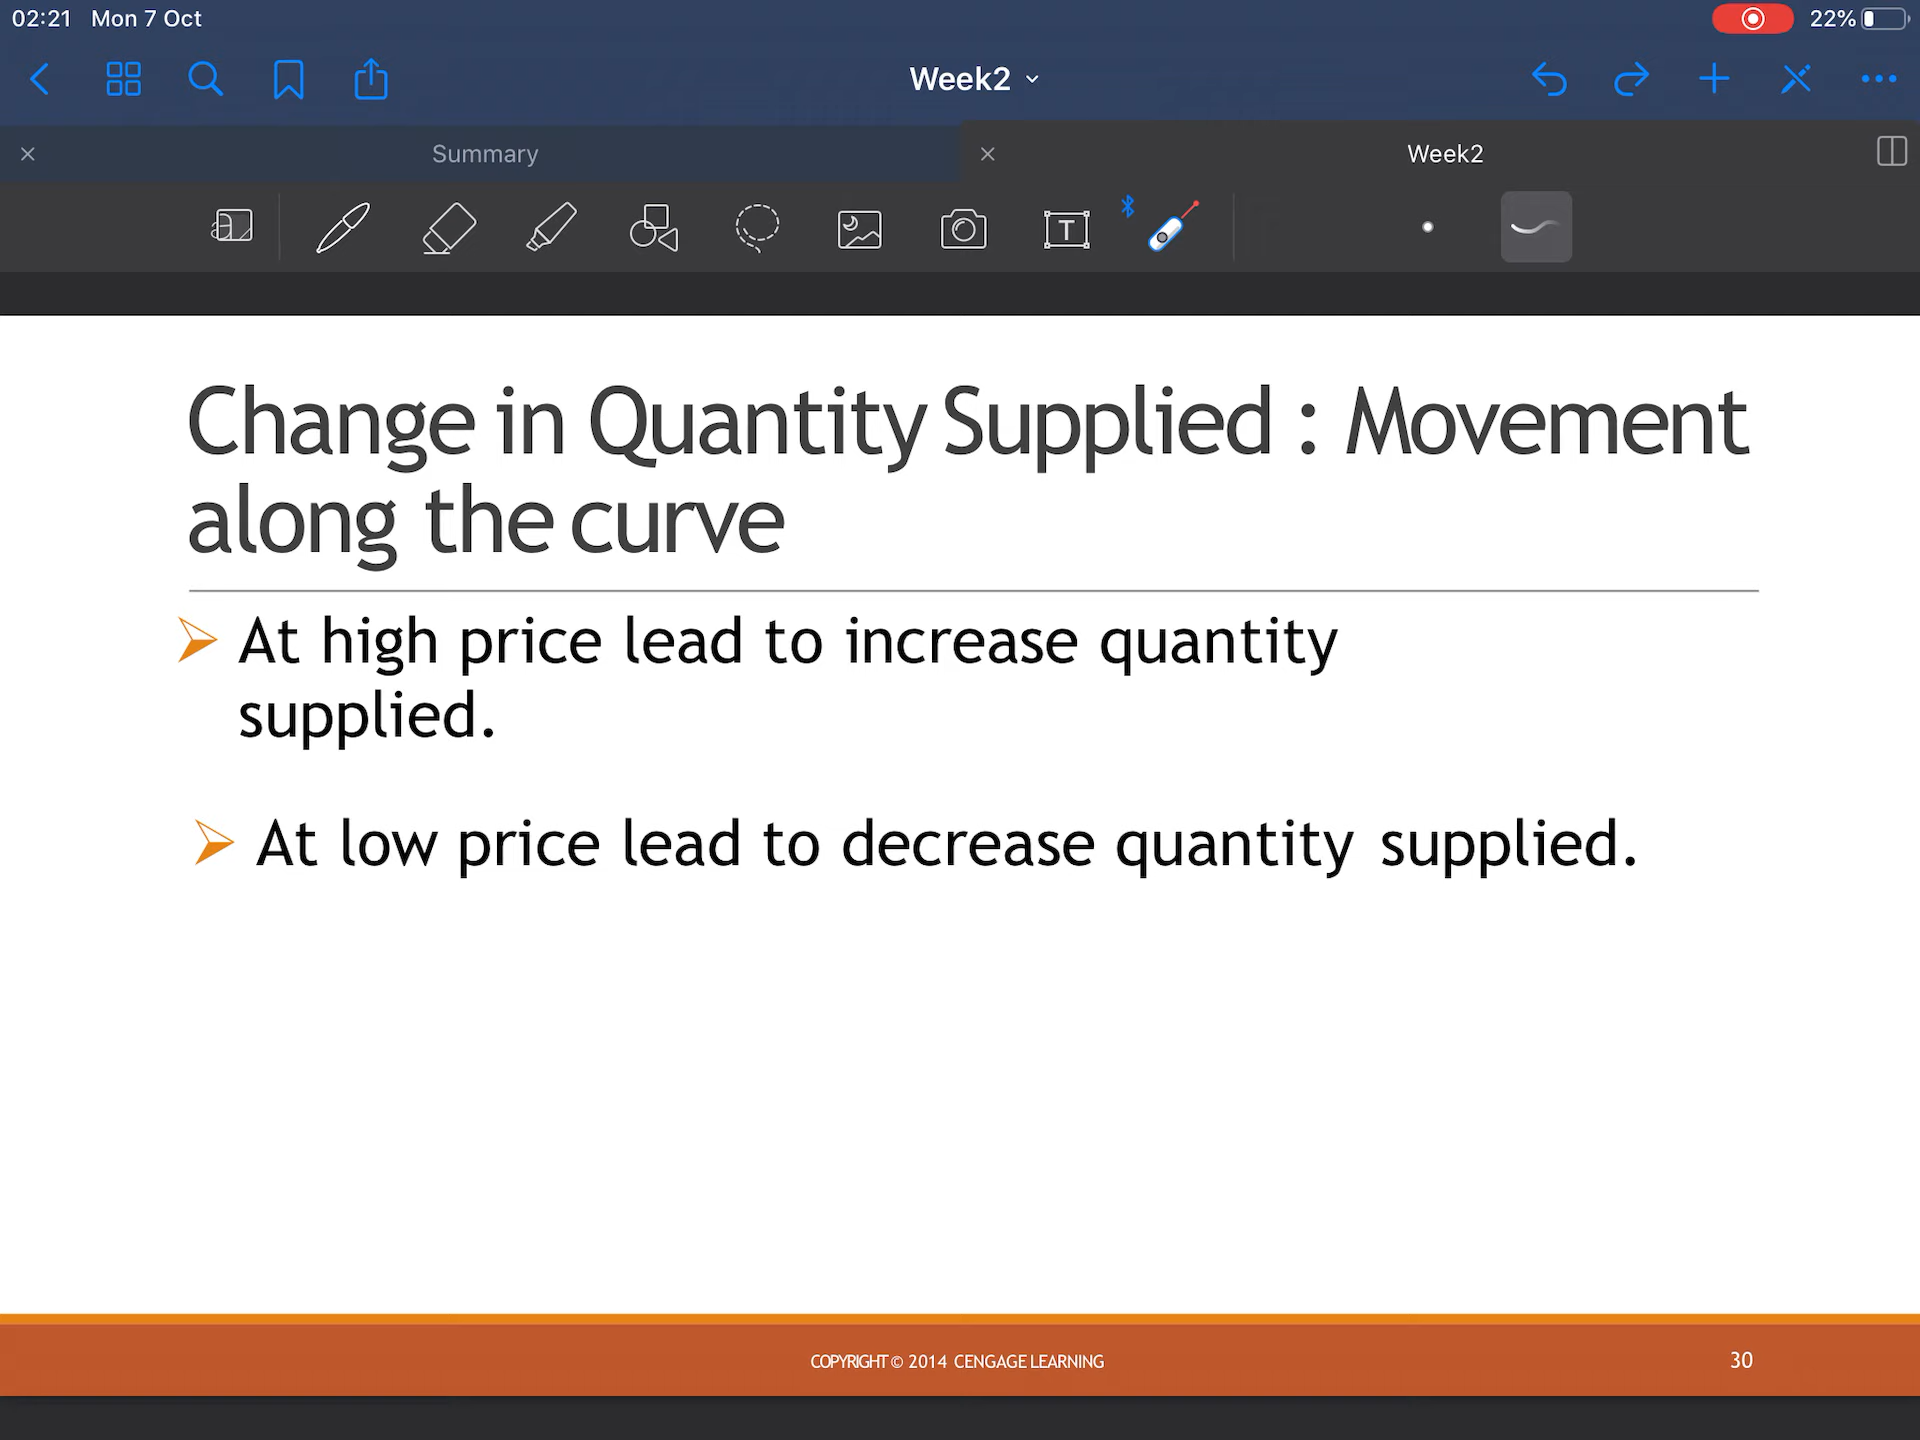 02:21 Mon 7 Oct
22%
Week2
Summary
Week2
T
Change in Quantity Supplied : Movement
along the curve
At high price lead to increase quantity
supplied.
At low price lead to decrease quantity supplied.
COPYRIGHT © 2014 CENGAGE LEARNING
30